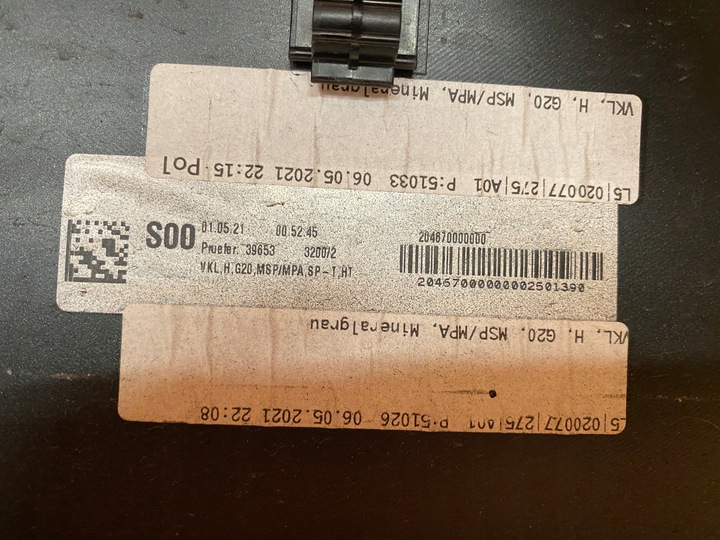 L5|020077|275|A01 P:51033 06.05.2021 22:15 Pol
VKL, H, G20, MSP/MPA, Mineralgrau
S00
01.05.21 00.52.45
Pruefer. 39653 3200/2
VKL,H,G20,MSP/MPA,SP-T,HT
204670000000
20467000000002501390
L5|020077|275|A01 P:51026 06.05.2021 22:08
VKL, H, G20, MSP/MPA, Mineralgrau